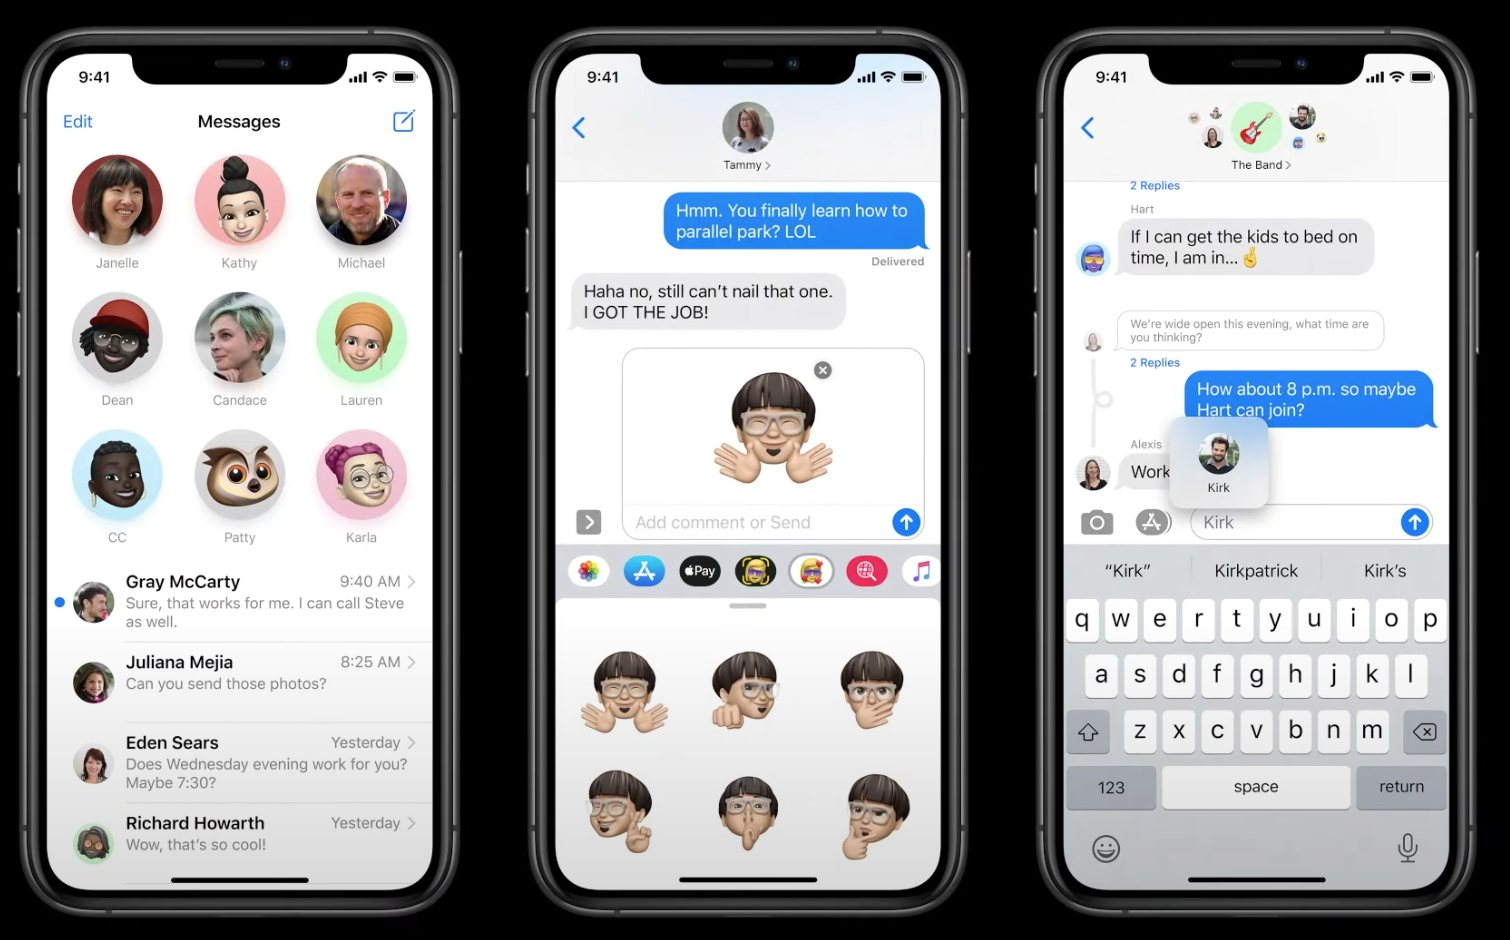 9:41
Edit
Messages
Janelle
Kathy
Michael
Dean
Candace
Lauren
CC
Patty
Karla
Gray McCarty
9:40 AM
Sure, that works for me. I can call Steve
as well.
Juliana Mejia
8:25 AM
Can you send those photos?
Eden Sears
Yesterday
Does Wednesday evening work for you?
Maybe 7:30?
Richard Howarth
Yesterday
Wow, that's so cool!
9:41
Tammy
Hmm. You finally learn how to
parallel park? LOL
Delivered
Haha no, still can't nail that one.
I GOT THE JOB!
Add comment or Send
Pay
9:41
The Band
2 Replies
Hart
If I can get the kids to bed on
time, I am in...
We're wide open this evening, what time are
you thinking?
2 Replies
How about 8 p.m. so maybe
Hart can join?
Alexis
Work
Kirk
Kirk
“Kirk”
Kirkpatrick
Kirk's
q w e r t y u i o p
a s d f g h j k l
z x c v b n m
123
space
return